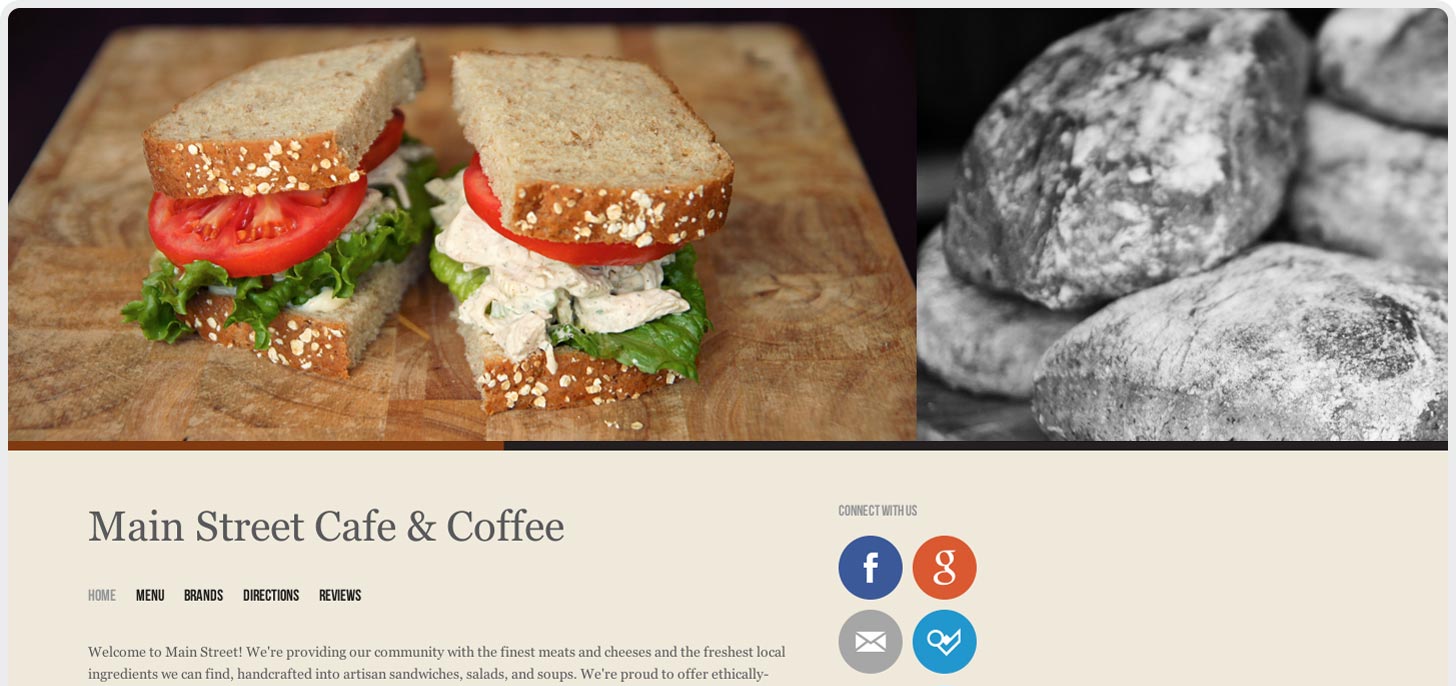 Main Street Cafe & Coffee
HOME MENU BRANDS DIRECTIONS REVIEWS
Welcome to Main Street! We're providing our community with the finest meats and cheeses and the freshest local
ingredients we can find, handcrafted into artisan sandwiches, salads, and soups. We're proud to offer ethically-
CONNECT WITH US
f g